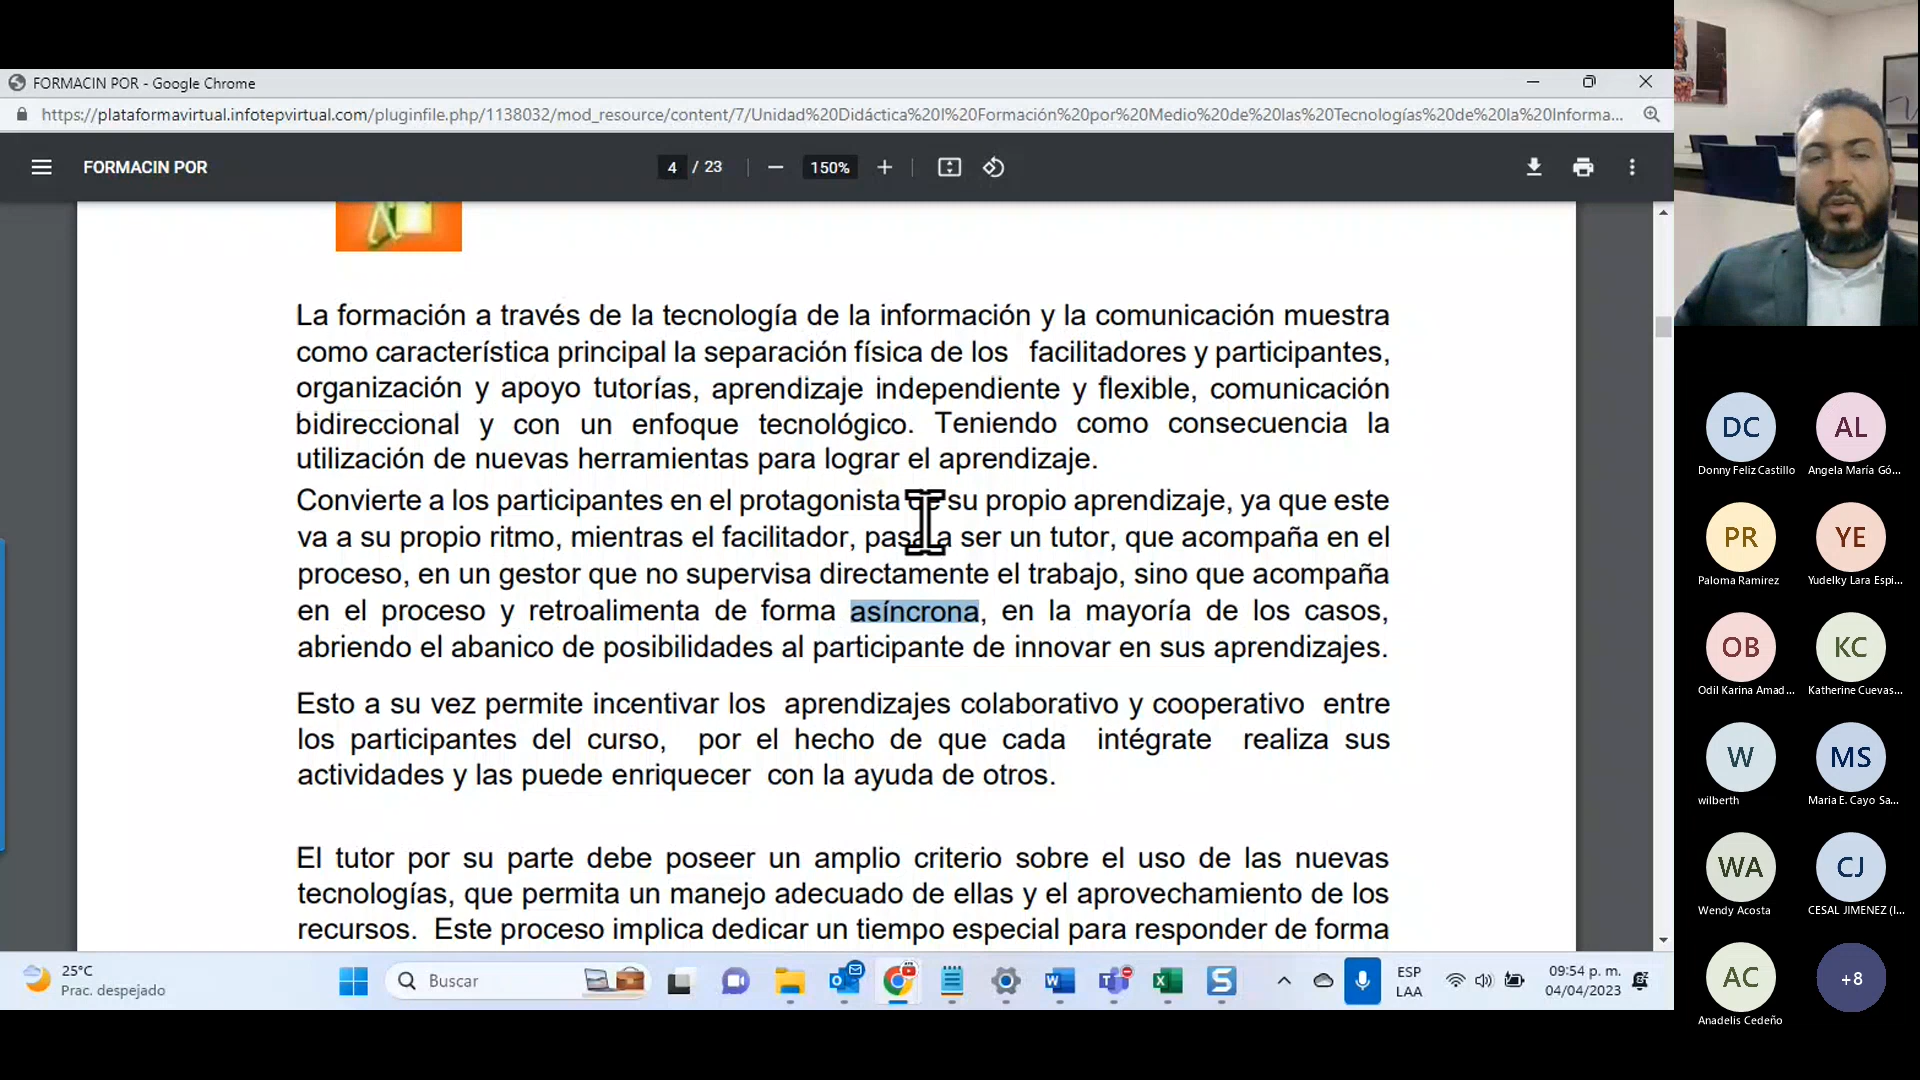 FORMACIN POR - Google Chrome
https://plataformavirtual.infotepvirtual.com/pluginfile.php/1138032/mod_resource/content/7/Unidad%20Didáctica%20I%20Formación%20por%20Medio%20de%20las%20Tecnologías%20de%20la%20Informa...
FORMACIN POR
4 / 23
150%
La formación a través de la tecnología de la información y la comunicación muestra
como característica principal la separación física de los facilitadores y participantes,
organización y apoyo tutorías, aprendizaje independiente y flexible, comunicación
bidireccional y con un enfoque tecnológico. Teniendo como consecuencia la
utilización de nuevas herramientas para lograr el aprendizaje.
Convierte a los participantes en el protagonista de su propio aprendizaje, ya que este
va a su propio ritmo, mientras el facilitador, pasa a ser un tutor, que acompaña en el
proceso, en un gestor que no supervisa directamente el trabajo, sino que acompaña
en el proceso y retroalimenta de forma asíncrona, en la mayoría de los casos,
abriendo el abanico de posibilidades al participante de innovar en sus aprendizajes.
Esto a su vez permite incentivar los aprendizajes colaborativo y cooperativo entre
los participantes del curso, por el hecho de que cada intégrate realiza sus
actividades y las puede enriquecer con la ayuda de otros.
El tutor por su parte debe poseer un amplio criterio sobre el uso de las nuevas
tecnologías, que permita un manejo adecuado de ellas y el aprovechamiento de los
recursos. Este proceso implica dedicar un tiempo especial para responder de forma
25°C
Prac. despejado
Buscar
ESP
LAA
09:54 p. m.
04/04/2023
DC
Donny Feliz Castillo
AL
Angela María Gó...
PR
Paloma Ramirez
YE
Yudelky Lara Espi...
OB
Odil Karina Amad...
KC
Katherine Cuevas...
W
wilberth
MS
Maria E. Cayo Sa...
WA
Wendy Acosta
CJ
CESAL JIMENEZ (I...
AC
Anadelis Cedeño
+8